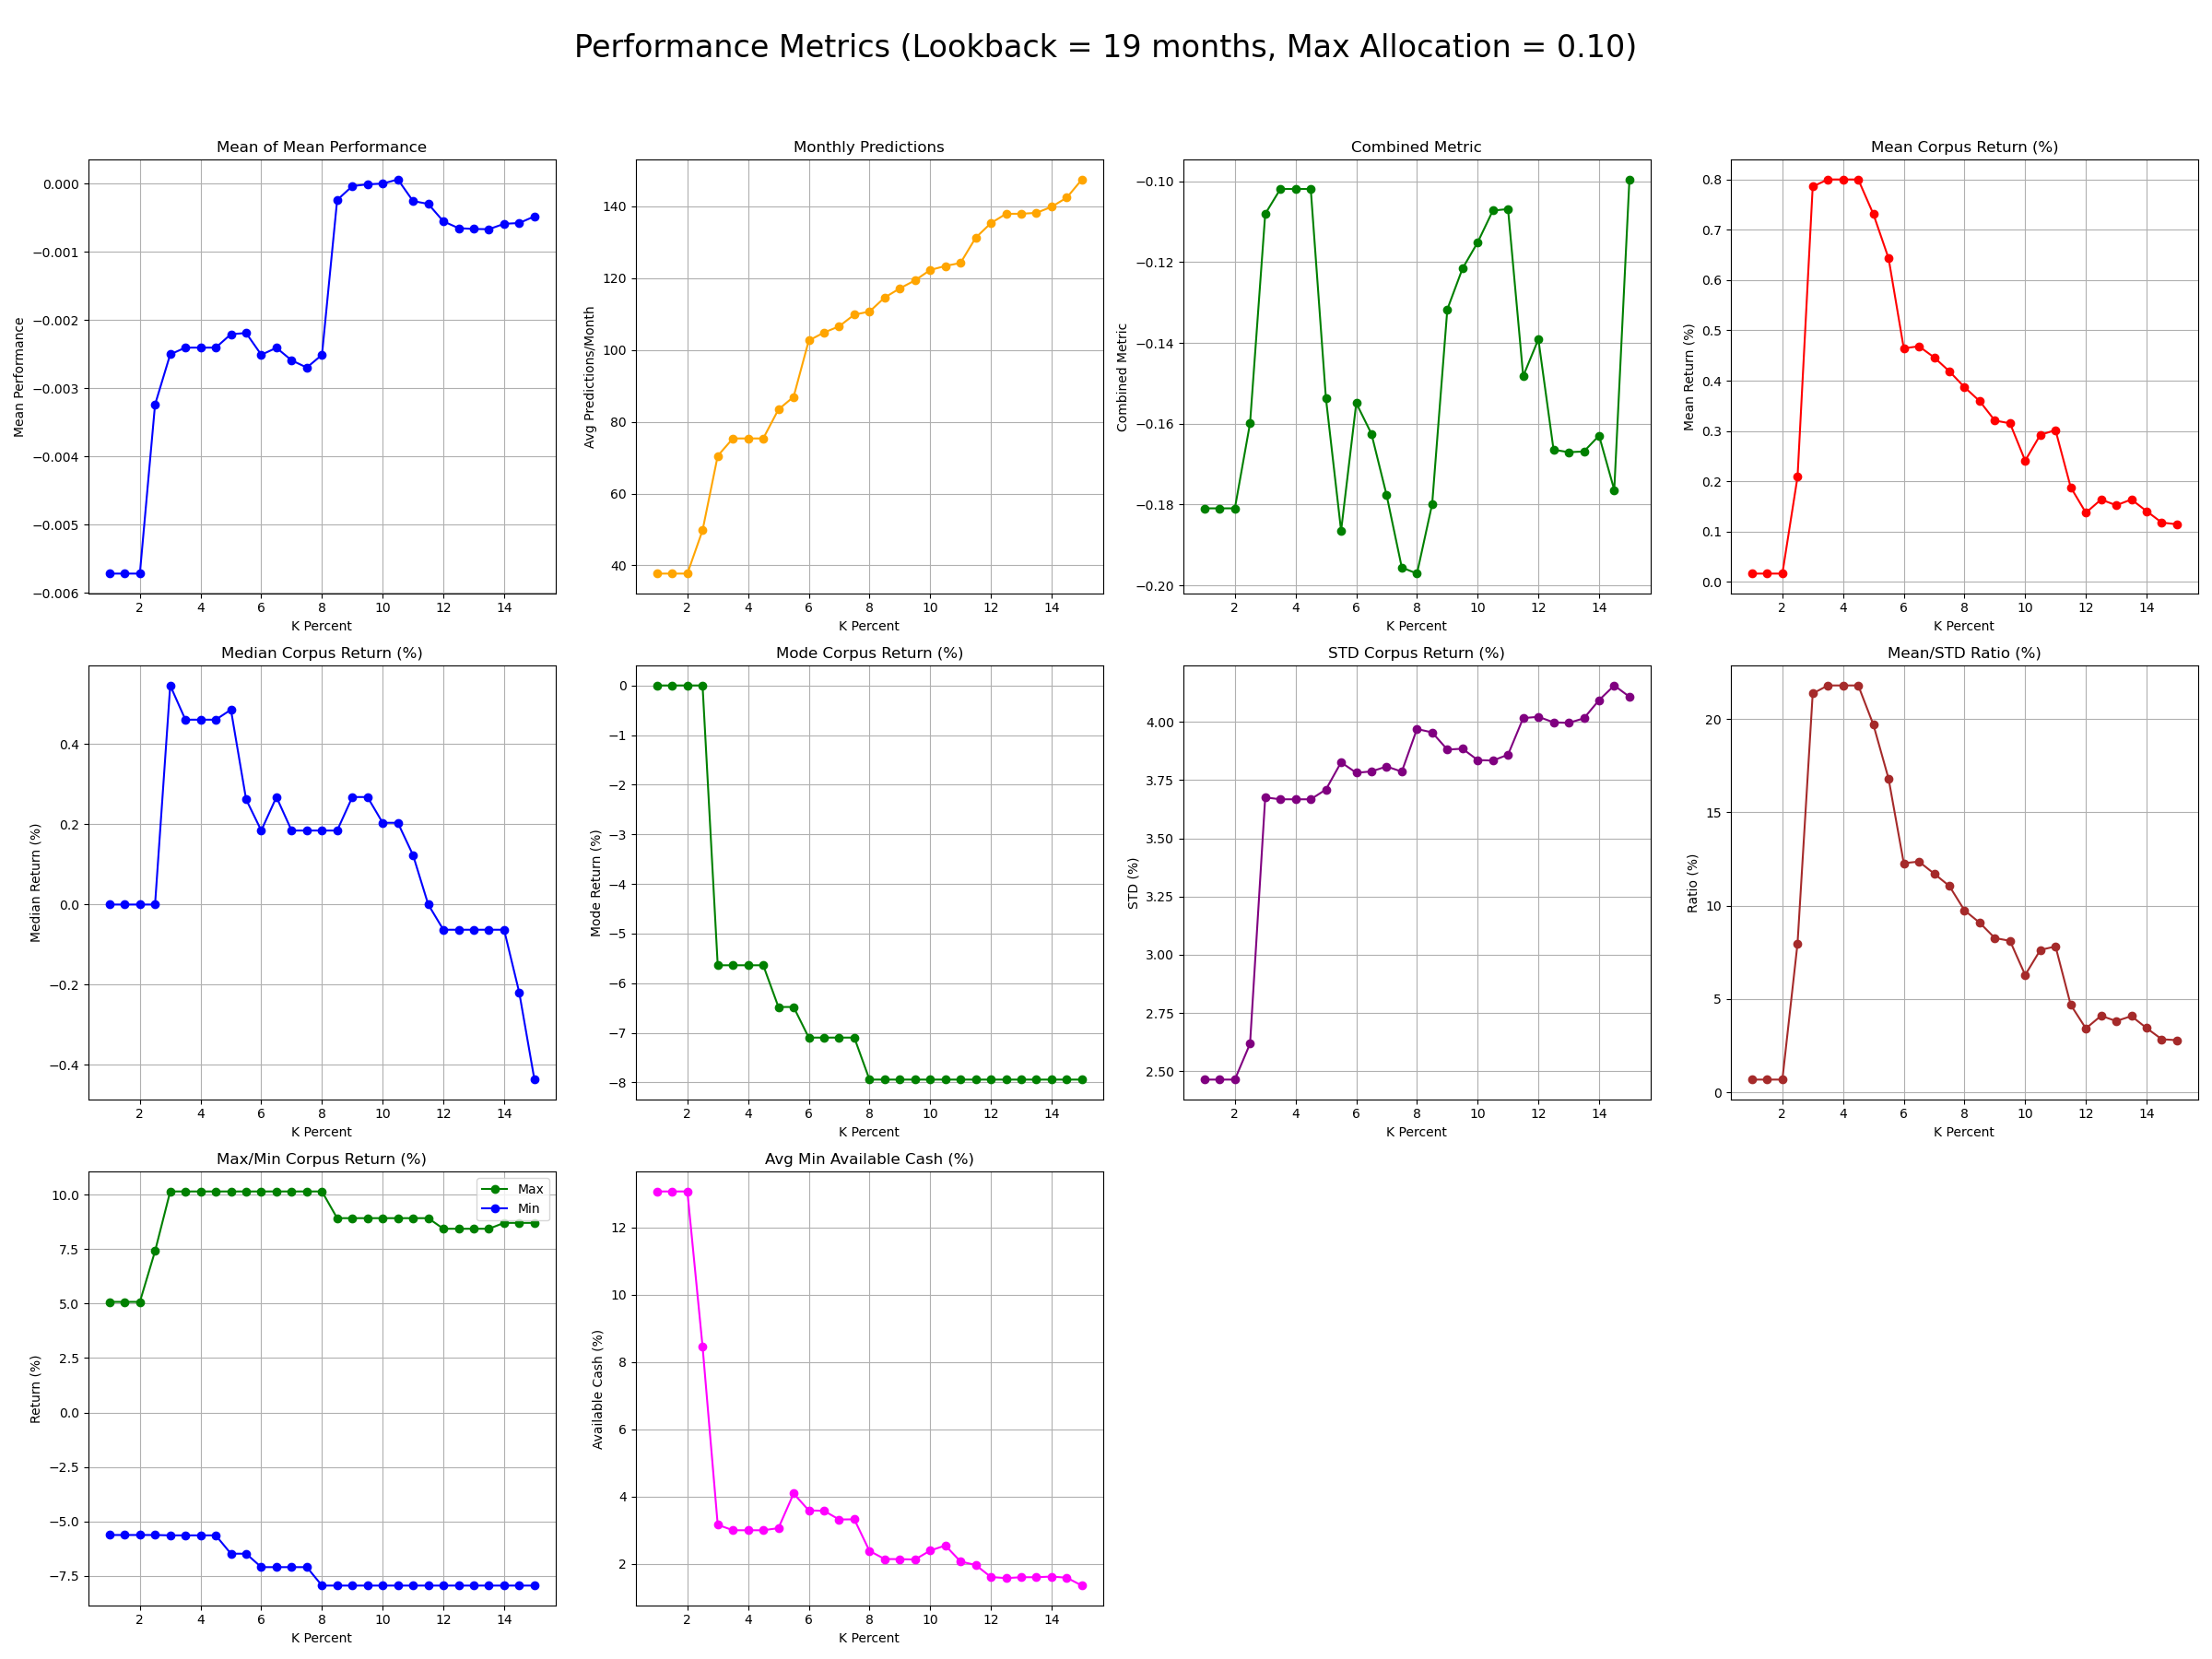 Performance Metrics (Lookback = 19 months, Max Allocation = 0.10)
Mean of Mean Performance
Mean Performance
0.000
−0.001
−0.002
−0.003
−0.004
−0.005
−0.006
2 4 6 8 10 12 14
K Percent
Monthly Predictions
Avg Predictions/Month
140
120
100
80
60
40
2 4 6 8 10 12 14
K Percent
Combined Metric
Combined Metric
−0.10
−0.12
−0.14
−0.16
−0.18
−0.20
2 4 6 8 10 12 14
K Percent
Mean Corpus Return (%)
Mean Return (%)
0.8
0.7
0.6
0.5
0.4
0.3
0.2
0.1
0.0
2 4 6 8 10 12 14
K Percent
Median Corpus Return (%)
Median Return (%)
0.4
0.2
0.0
−0.2
−0.4
2 4 6 8 10 12 14
K Percent
Mode Corpus Return (%)
Mode Return (%)
0
−1
−2
−3
−4
−5
−6
−7
−8
2 4 6 8 10 12 14
K Percent
STD Corpus Return (%)
STD (%)
4.00
3.75
3.50
3.25
3.00
2.75
2.50
2 4 6 8 10 12 14
K Percent
Mean/STD Ratio (%)
Ratio (%)
20
15
10
5
0
2 4 6 8 10 12 14
K Percent
Max/Min Corpus Return (%)
Return (%)
10.0
7.5
5.0
2.5
0.0
−2.5
−5.0
−7.5
Max
Min
2 4 6 8 10 12 14
K Percent
Avg Min Available Cash (%)
Available Cash (%)
12
10
8
6
4
2
2 4 6 8 10 12 14
K Percent